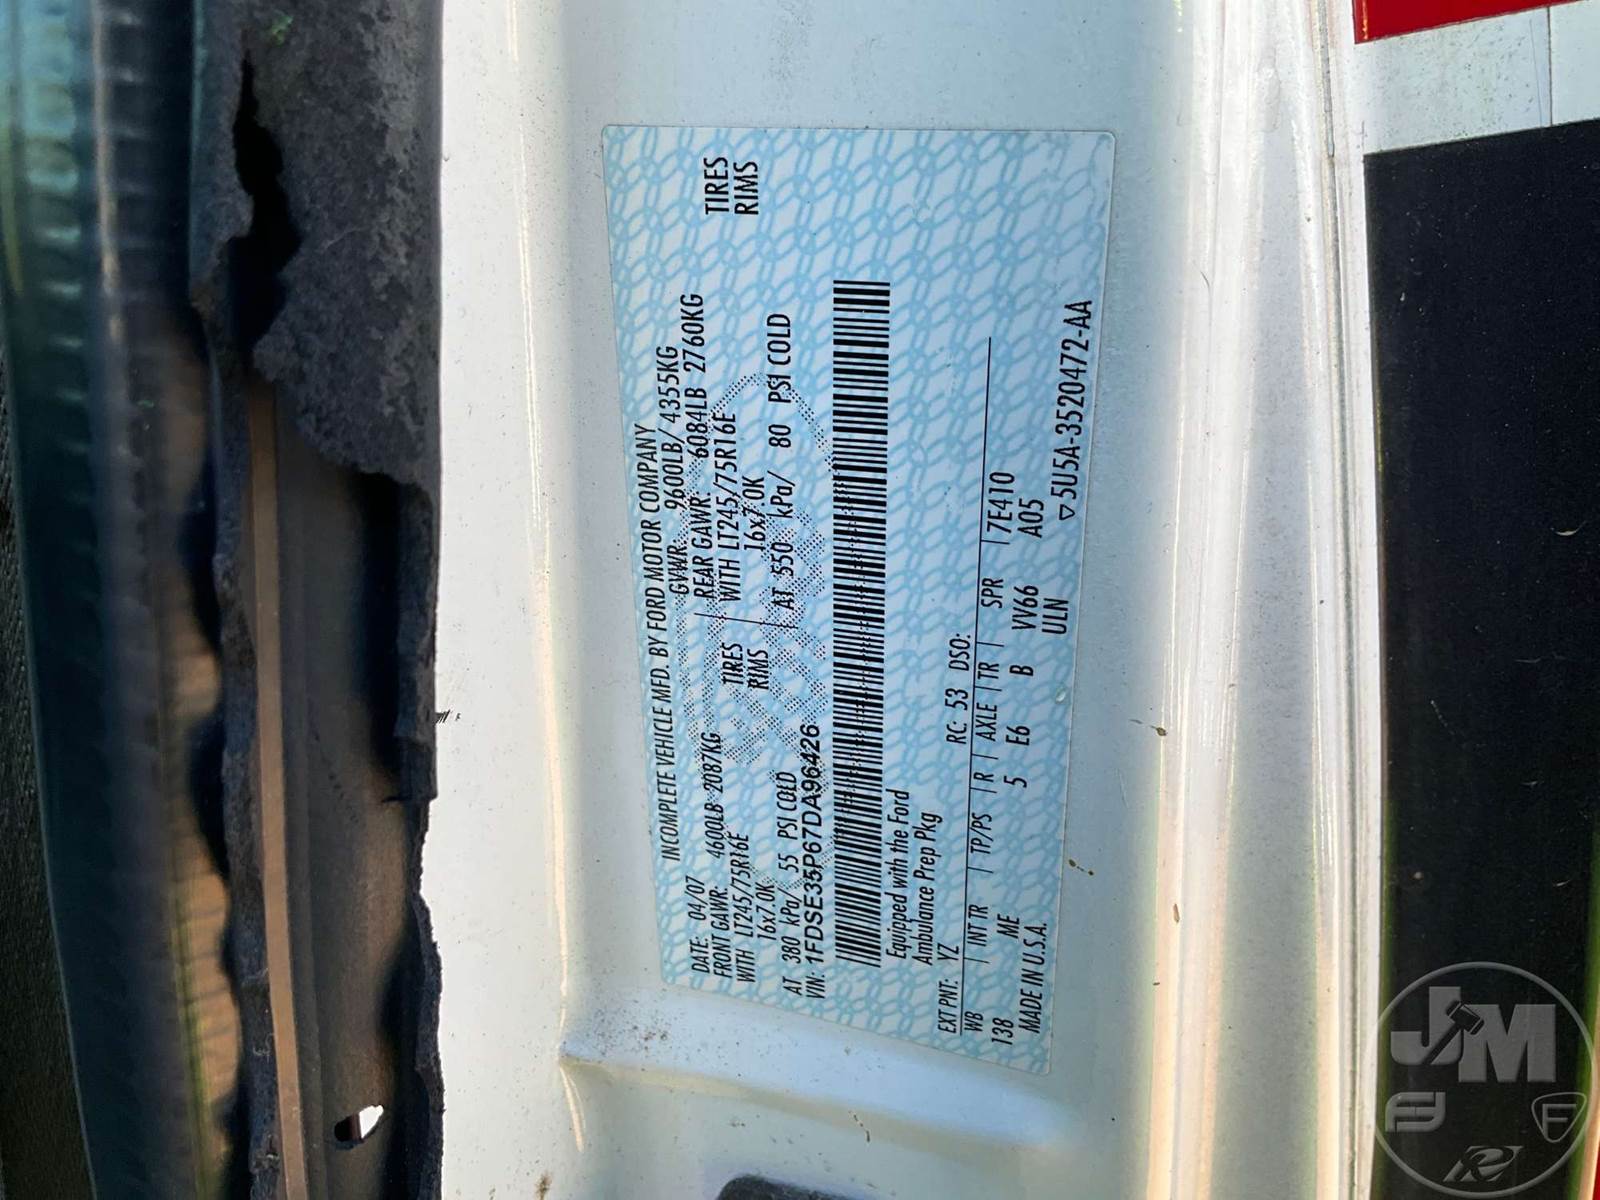 INCOMPLETE VEHICLE MFD. BY FORD MOTOR COMPANY
DATE: 04/07 GVWR: 9600LB/ 4355KG
FRONT GAWR: 4600LB 2087KG REAR GAWR: 6084LB 2760KG
WITH LT245/75R16E TIRES WITH LT245/75R16E TIRES
16x7.0K RIMS 16x7.0K RIMS
AT 380 kPa/ 55 PSI COLD AT 550 kPa/ 80 PSI COLD
VIN: 1FDSE35P67DA96426
Equipped with the Ford
Ambulance Prep Pkg
EXT PNT: YZ RC: 53 DSO:
WB | INT TR | TP/PS | R | AXLE | TR | SPR | 7E410
138 ME 5 E6 B VV66 A05
MADE IN U.S.A. ULN
▽5U5A-3520472-AA
JM
F